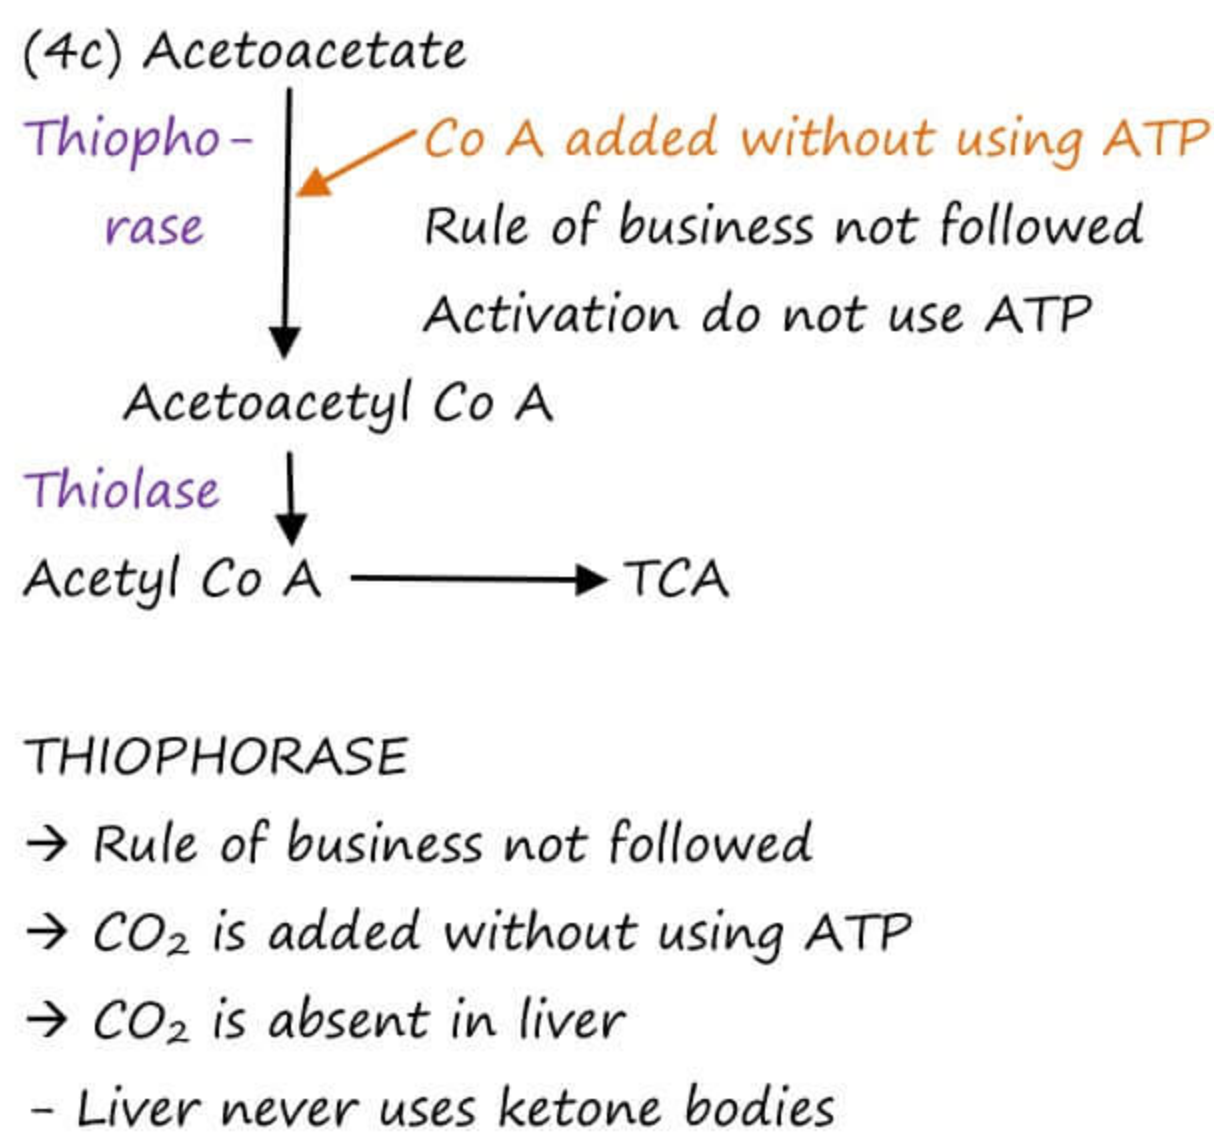 (4c) Acetoacetate
Thiopho-
rase
Co A added without using ATP
Rule of business not followed
Activation do not use ATP
Acetoacetyl Co A
Thiolase
Acetyl Co A → TCA
THIOPHORASE
→ Rule of business not followed
→ CO₂ is added without using ATP
→ CO₂ is absent in liver
- Liver never uses ketone bodies